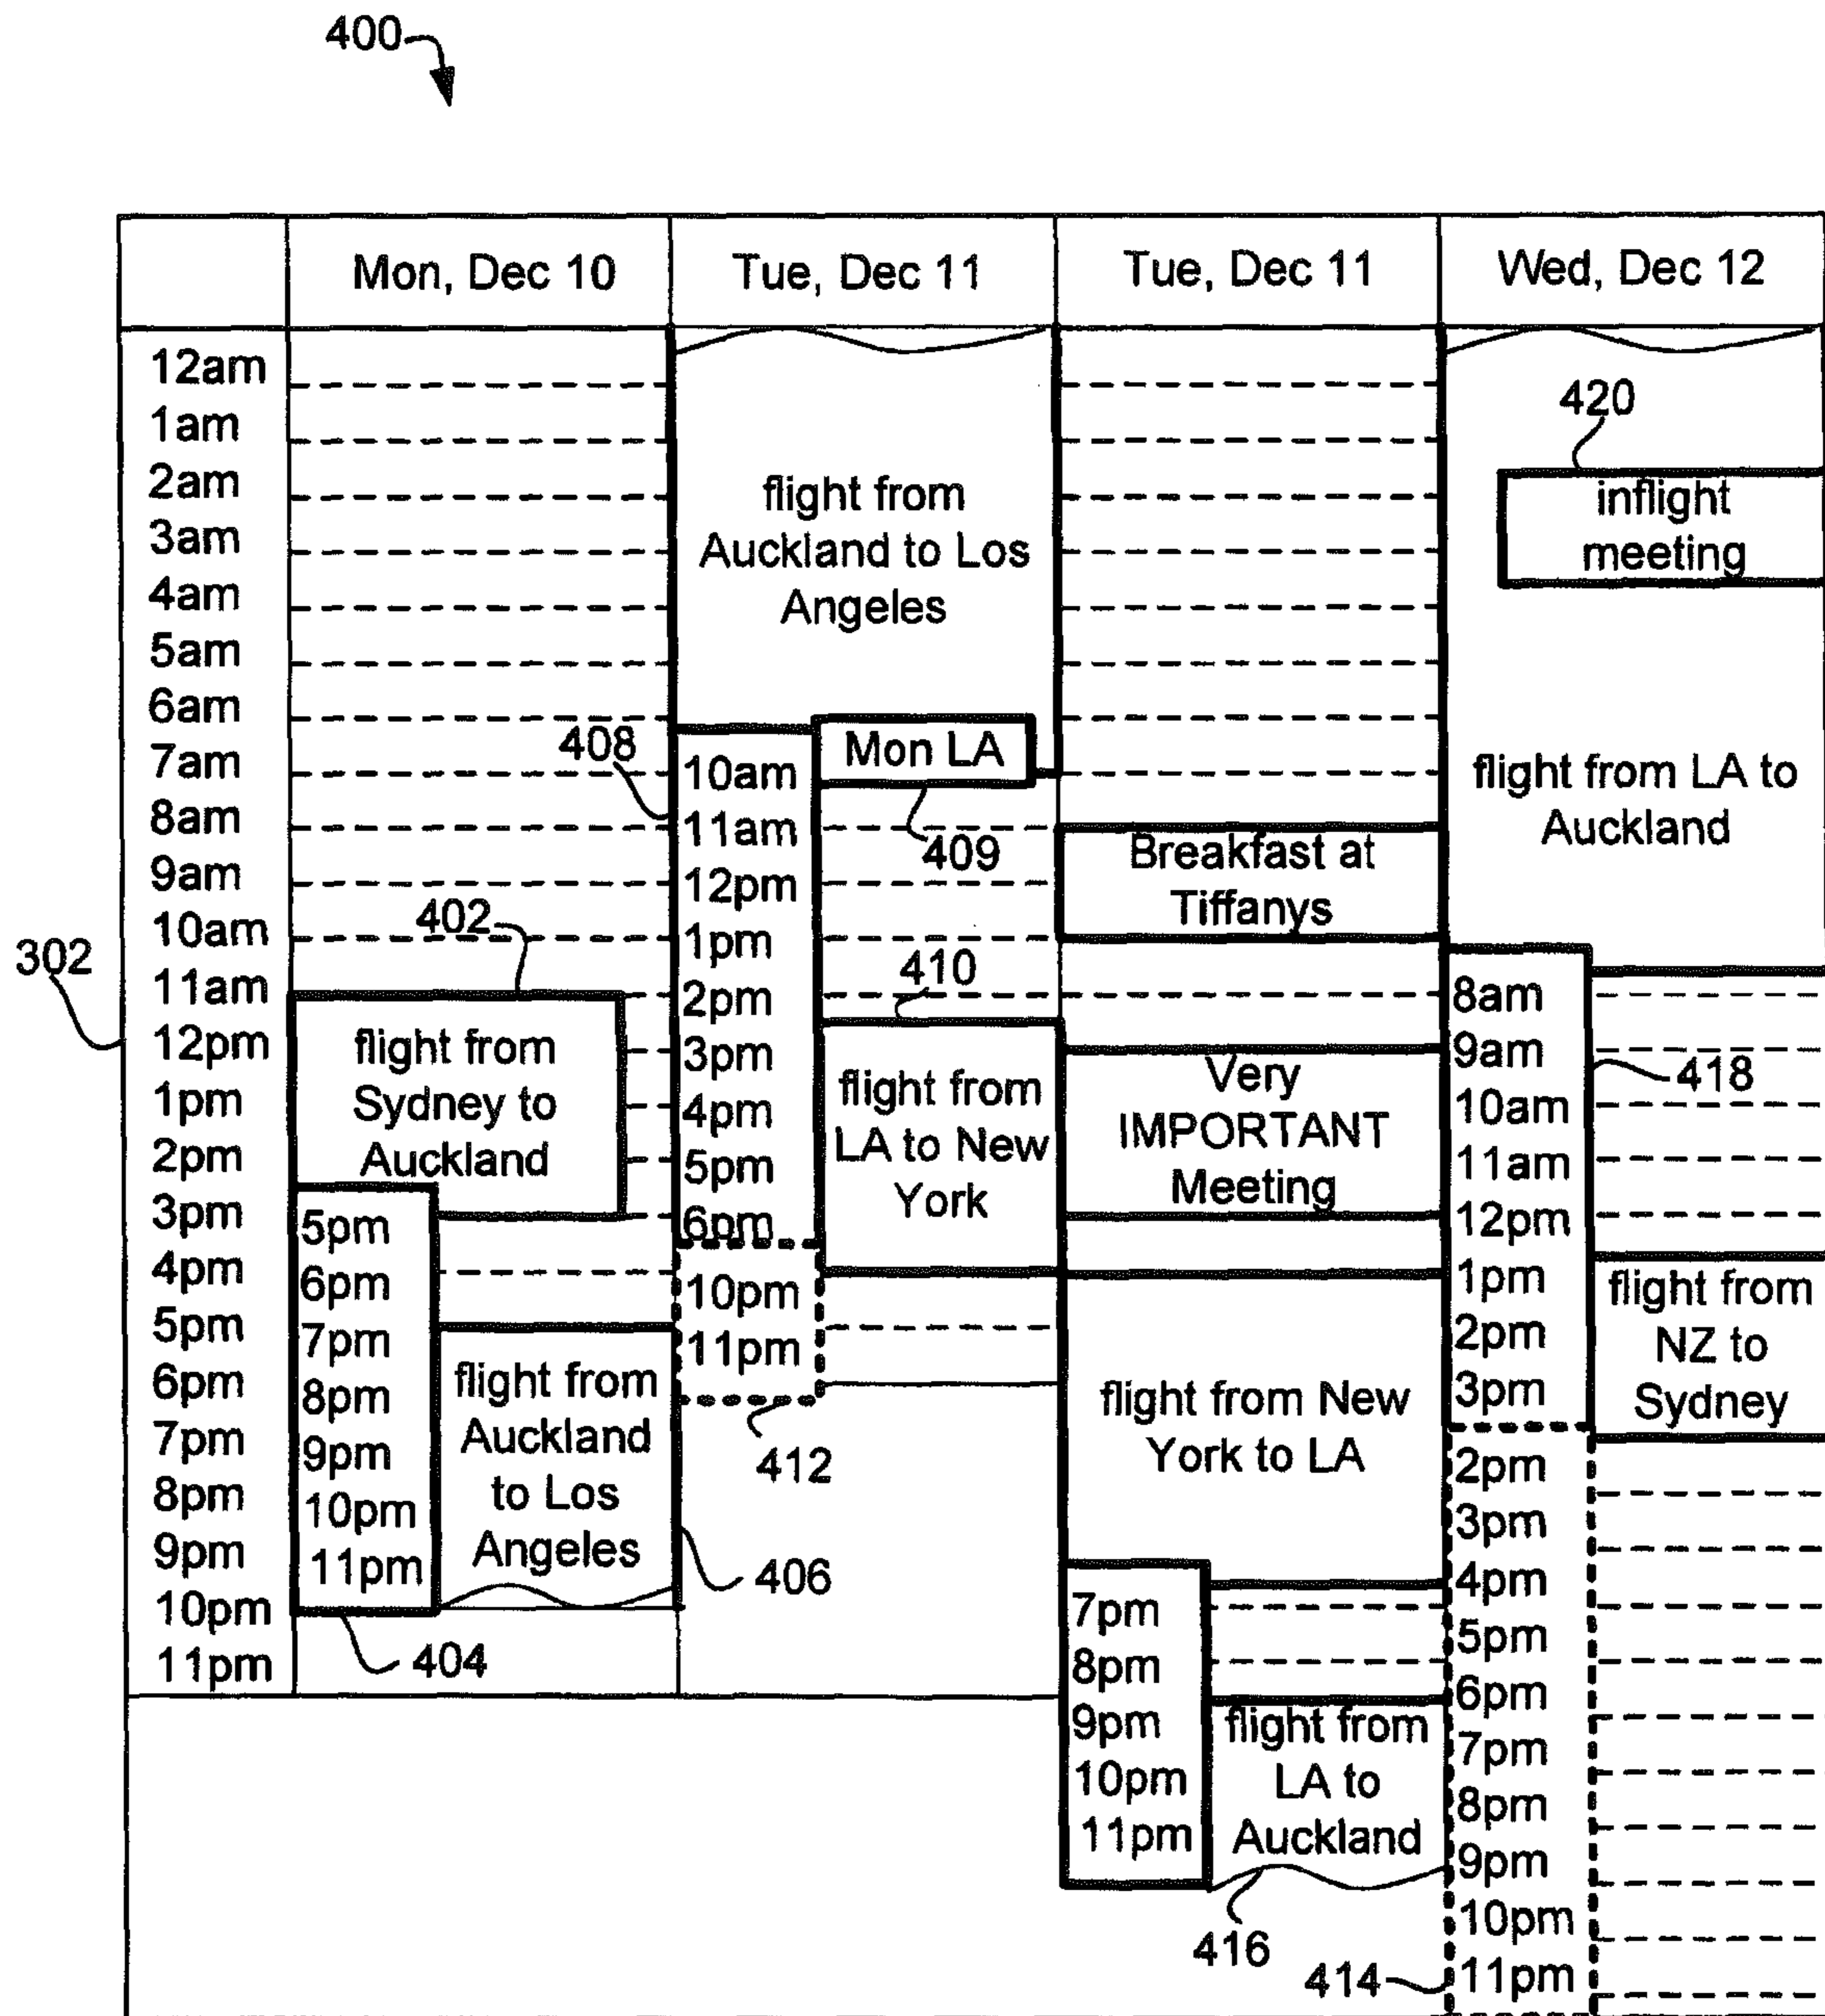 400
Mon, Dec 10
Tue, Dec 11
Tue, Dec 11
Wed, Dec 12
302
12am
1am
2am
3am
4am
5am
6am
7am
8am
9am
10am
11am
12pm
1pm
2pm
3pm
4pm
5pm
6pm
7pm
8pm
9pm
10pm
11pm
402
flight from
Sydney to
Auckland
5pm
6pm
7pm
8pm
9pm
10pm
11pm
404
flight from
Auckland
to Los
Angeles
406
flight from
Auckland to Los
Angeles
408
10am
11am
12pm
1pm
2pm
3pm
4pm
5pm
6pm
10pm
11pm
412
Mon LA
409
410
flight from
LA to New
York
Breakfast at
Tiffanys
Very
IMPORTANT
Meeting
flight from New
York to LA
7pm
8pm
9pm
10pm
11pm
flight from
LA to
Auckland
416
420
inflight
meeting
flight from LA to
Auckland
8am
9am
10am
11am
12pm
1pm
2pm
3pm
418
flight from
NZ to
Sydney
2pm
3pm
4pm
5pm
6pm
7pm
8pm
9pm
10pm
11pm
414